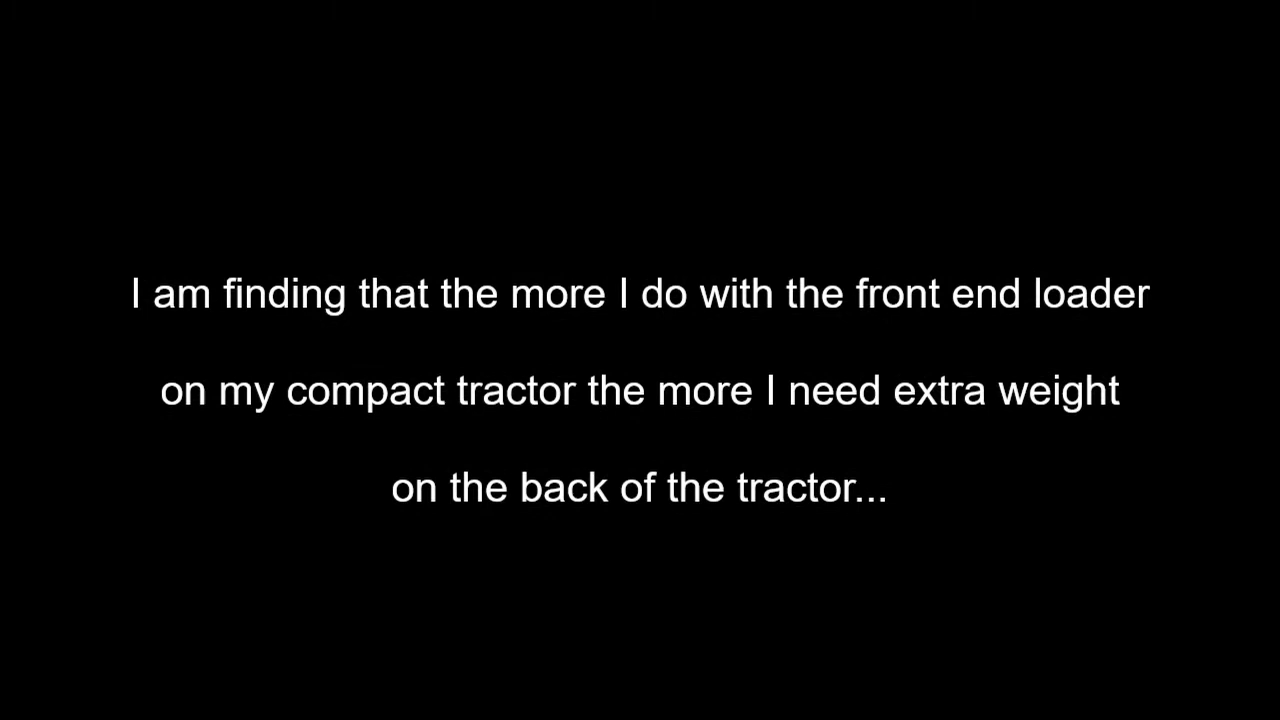 I am finding that the more I do with the front end loader
on my compact tractor the more I need extra weight
on the back of the tractor...